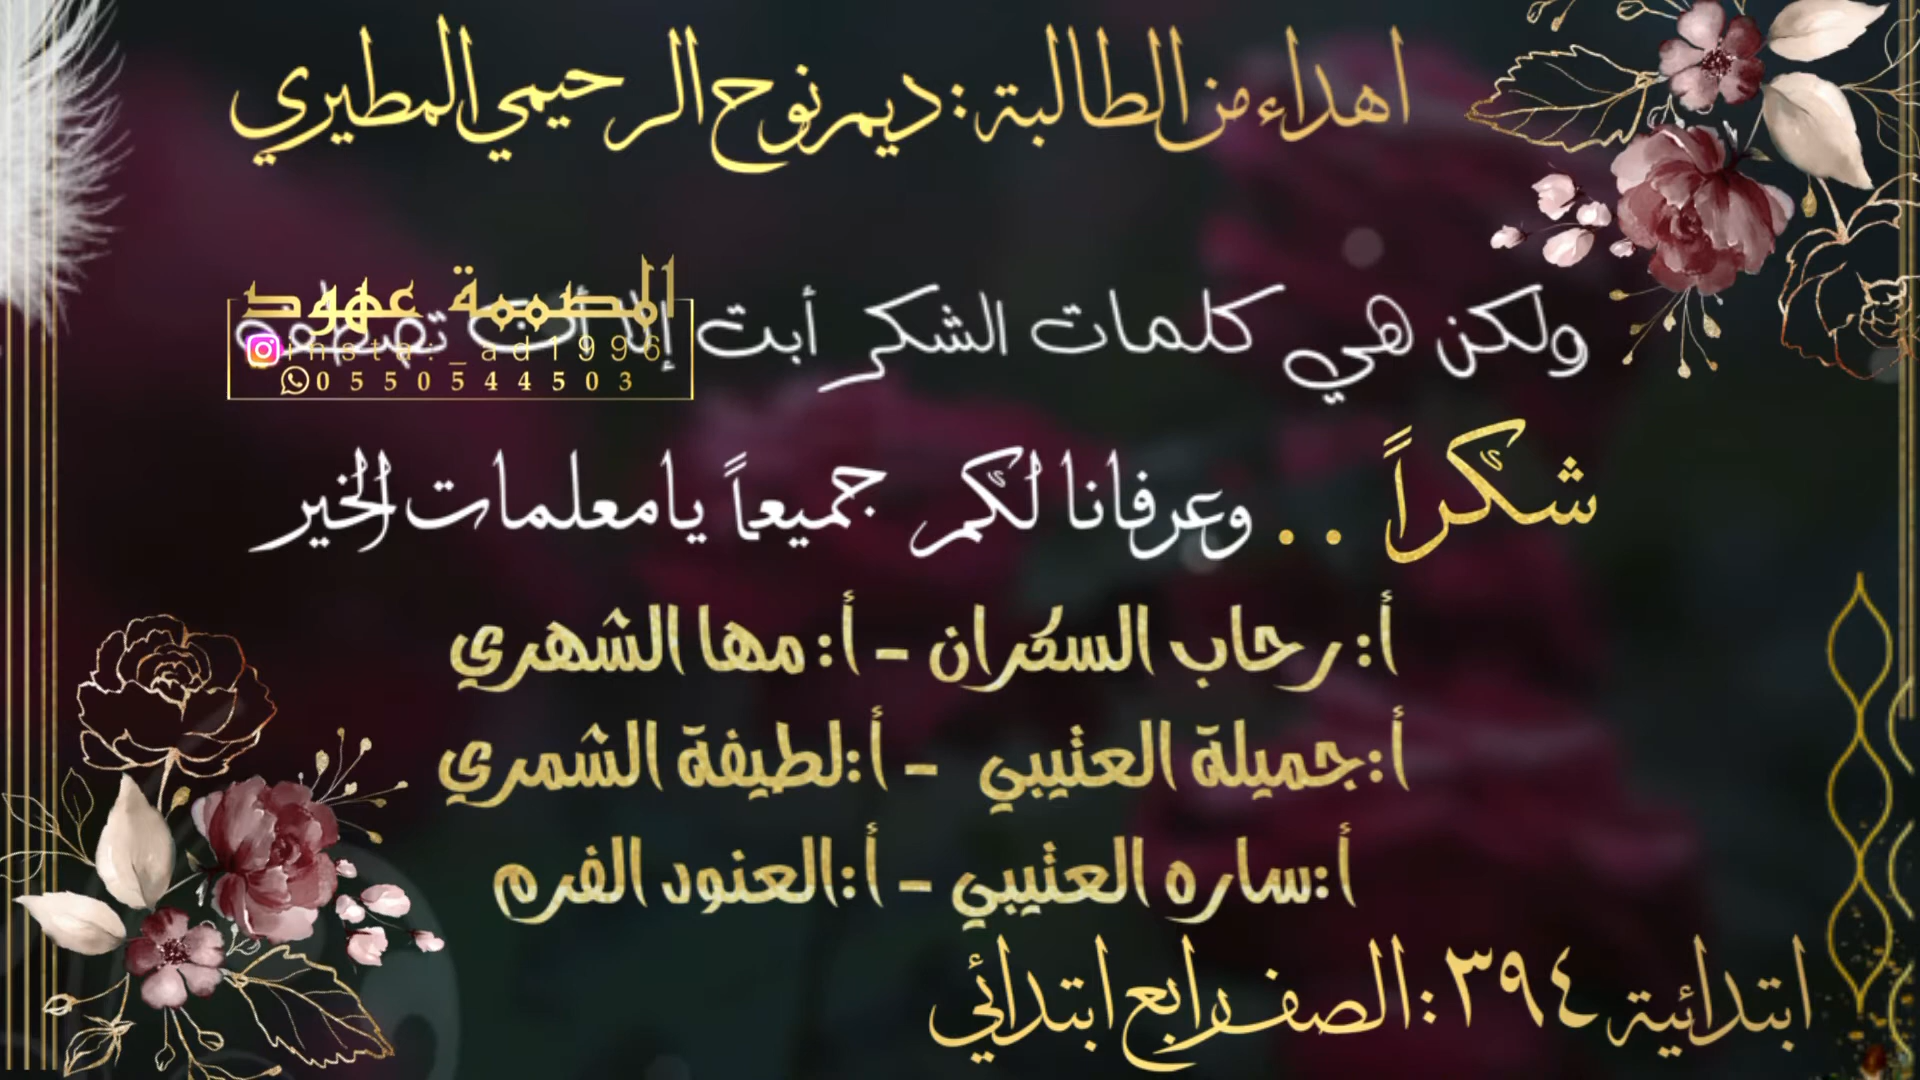 اهداء من الطالبة : ديم نوح الرحيمي المطيري
المصممة عهود
ولكن هي كلمات الشكر أبت إلا أن
insta:_ad1996
0550544503
شكراً .. وعرفانا لكم جميعاً يا معلمات الخير
أ: رحاب السكران - أ: مها الشهري
أ:جميلة العتيبي - أ:لطيفة الشمري
أ:ساره العتيبي - أ:العنود الفرم
ابتدائية ٣٩٤ : الصف رابع ابتدائي